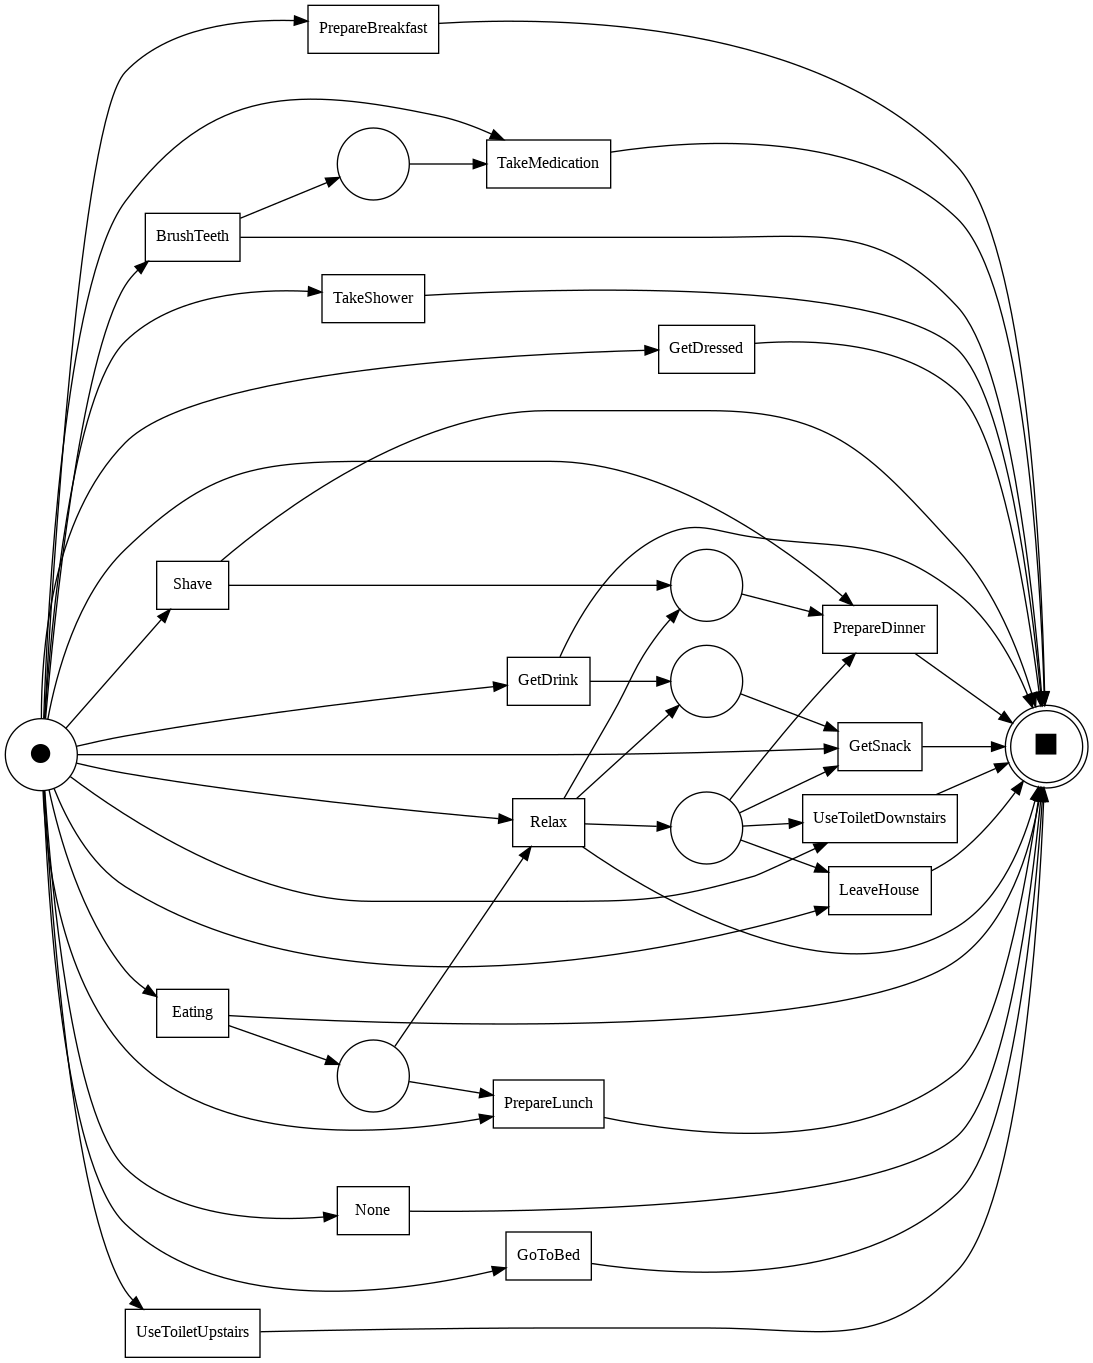 PrepareBreakfast
TakeMedication
BrushTeeth
TakeShower
GetDressed
Shave
PrepareDinner
GetDrink
GetSnack
Relax
UseToiletDownstairs
LeaveHouse
Eating
PrepareLunch
None
GoToBed
UseToiletUpstairs